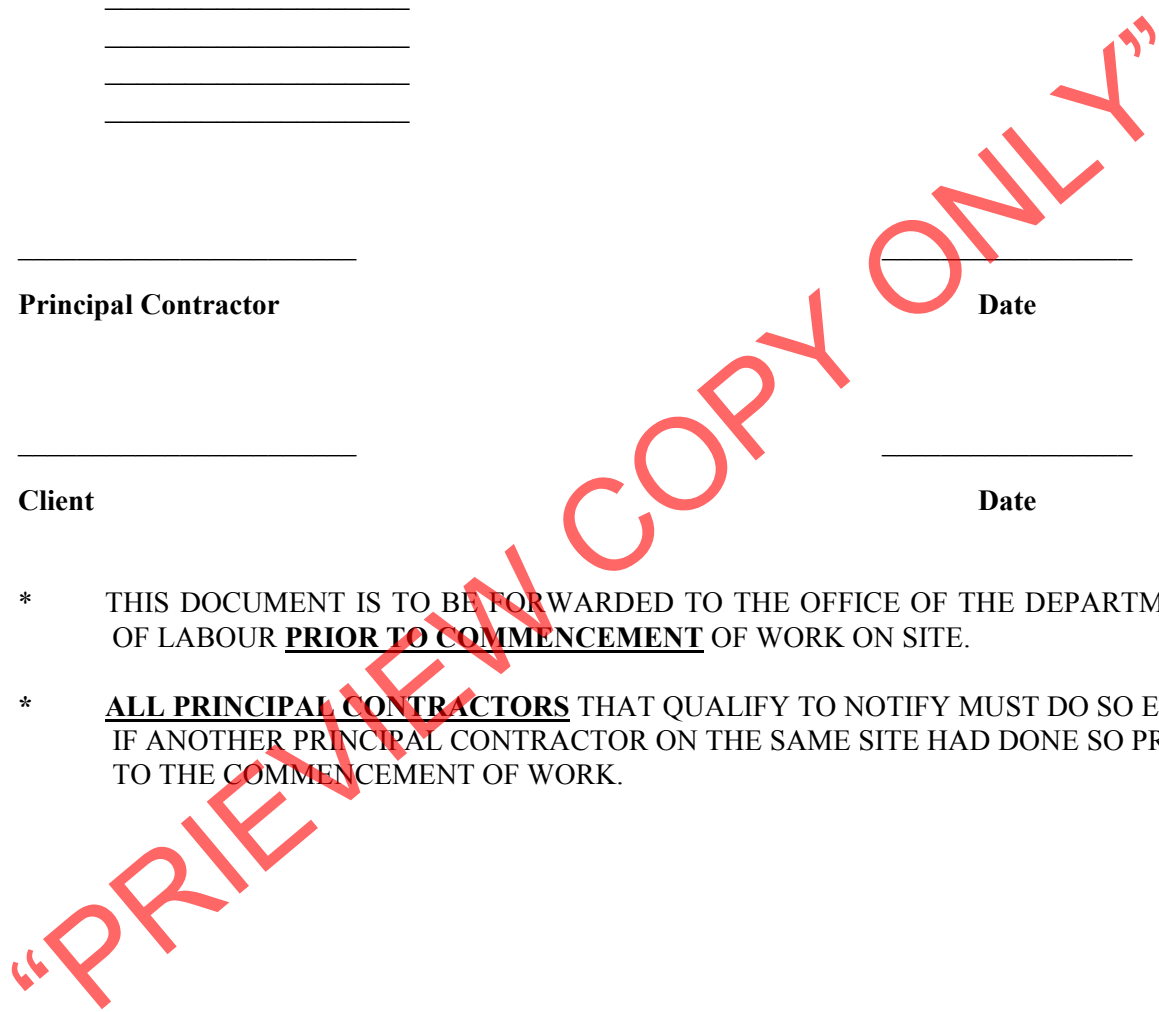 Principal Contractor Date
Client Date
* THIS DOCUMENT IS TO BE FORWARDED TO THE OFFICE OF THE DEPARTM
OF LABOUR PRIOR TO COMMENCEMENT OF WORK ON SITE.
* ALL PRINCIPAL CONTRACTORS THAT QUALIFY TO NOTIFY MUST DO SO E
IF ANOTHER PRINCIPAL CONTRACTOR ON THE SAME SITE HAD DONE SO PR
TO THE COMMENCEMENT OF WORK.
“PRIEVIEW COPY ONLY”